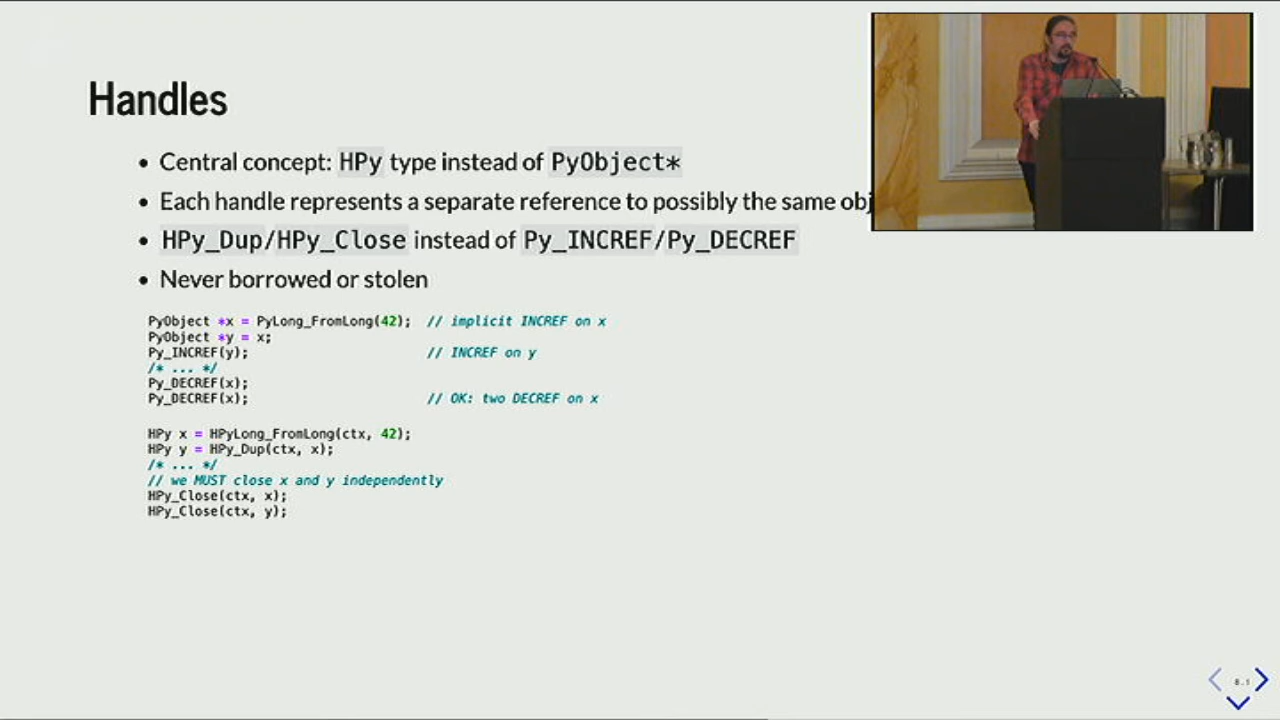 Handles
• Central concept: HPy type instead of PyObject*
• Each handle represents a separate reference to possibly the same obj
• HPy_Dup/HPy_Close instead of Py_INCREF/Py_DECREF
• Never borrowed or stolen
PyObject *x = PyLong_FromLong(42);  // implicit INCREF on x
PyObject *y = x;
Py_INCREF(y);                       // INCREF on y
/* ... */
Py_DECREF(x);
Py_DECREF(x);                       // OK: two DECREF on x
HPy x = HPyLong_FromLong(ctx, 42);
HPy y = HPy_Dup(ctx, x);
/* ... */
// we MUST close x and y independently
HPy_Close(ctx, x);
HPy_Close(ctx, y);
8.1